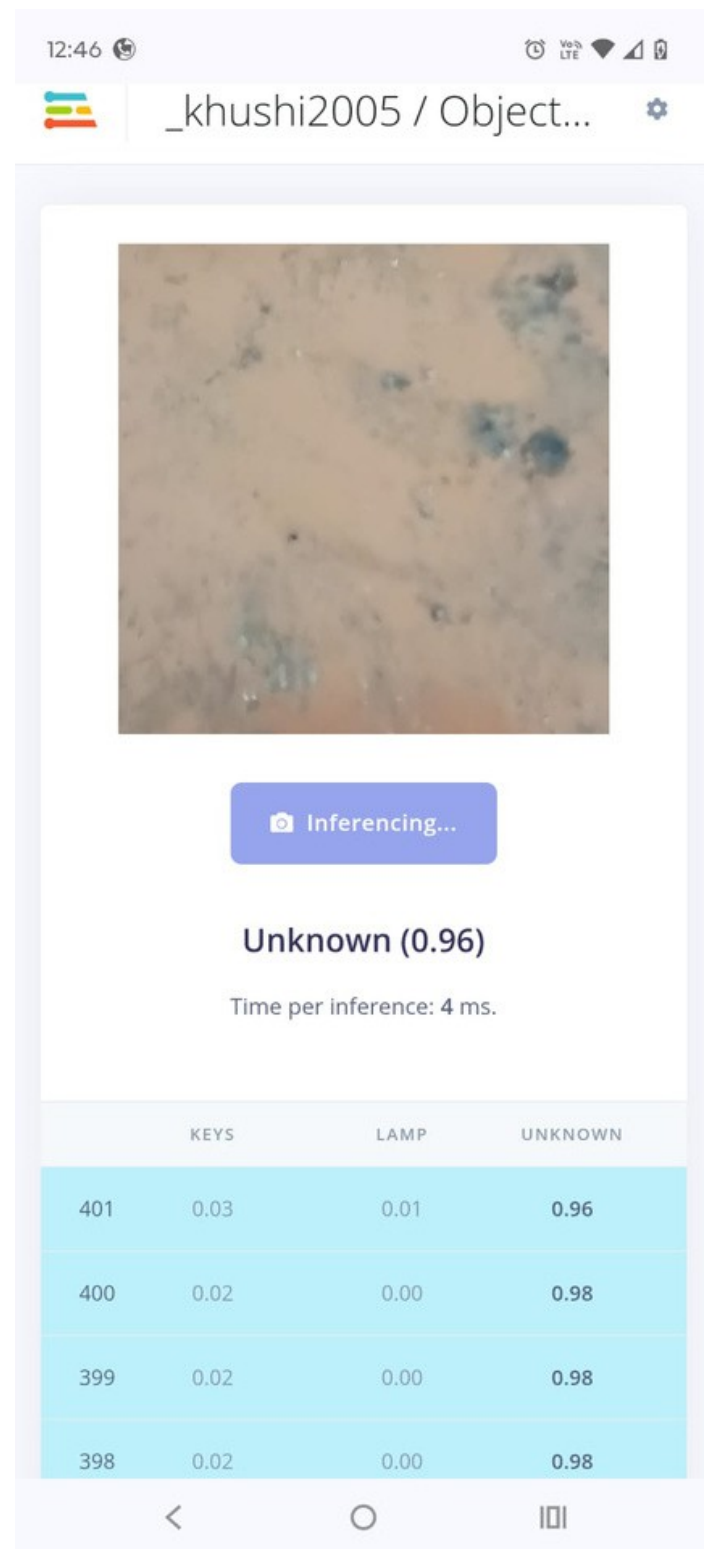 12:46
VoLTE
_khushi2005 / Object...
Inferencing...
Unknown (0.96)
Time per inference: 4 ms.
KEYS LAMP UNKNOWN
401 0.03 0.01 0.96
400 0.02 0.00 0.98
399 0.02 0.00 0.98
398 0.02 0.00 0.98